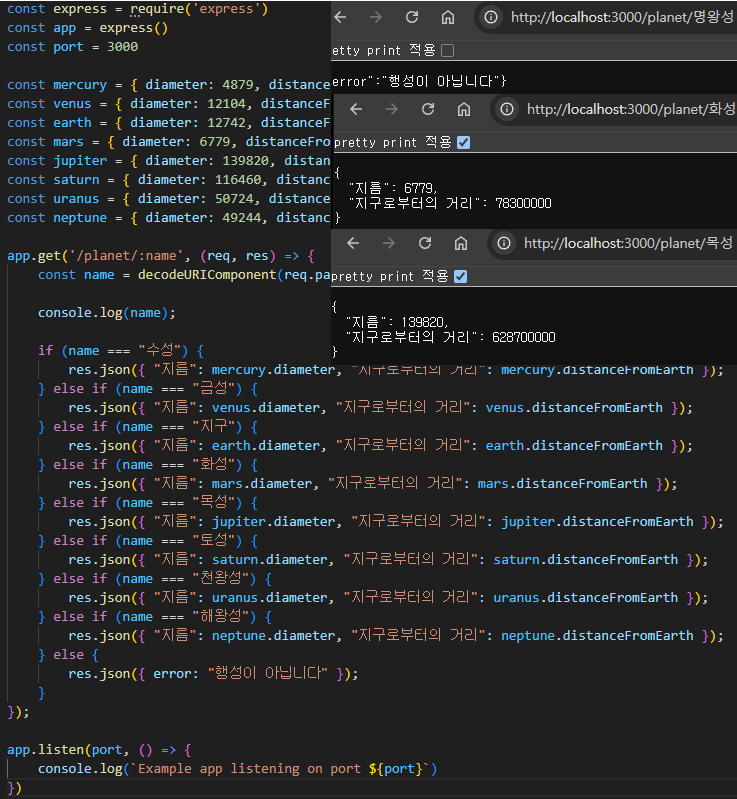 const express = require('express')
const app = express()
const port = 3000
const mercury = { diameter: 4879, distance
const venus = { diameter: 12104, distanceF
const earth = { diameter: 12742, distanceF
const mars = { diameter: 6779, distanceFro
const jupiter = { diameter: 139820, distan
const saturn = { diameter: 116460, distanc
const uranus = { diameter: 50724, distance
const neptune = { diameter: 49244, distanc
app.get('/planet/:name', (req, res) => {
const name = decodeURIComponent(req.pa
console.log(name);
if (name === "수성") {
res.json({ "지름": mercury.diameter, "지구로부터의 거리": mercury.distanceFromEarth });
} else if (name === "금성") {
res.json({ "지름": venus.diameter, "지구로부터의 거리": venus.distanceFromEarth });
} else if (name === "지구") {
res.json({ "지름": earth.diameter, "지구로부터의 거리": earth.distanceFromEarth });
} else if (name === "화성") {
res.json({ "지름": mars.diameter, "지구로부터의 거리": mars.distanceFromEarth });
} else if (name === "목성") {
res.json({ "지름": jupiter.diameter, "지구로부터의 거리": jupiter.distanceFromEarth });
} else if (name === "토성") {
res.json({ "지름": saturn.diameter, "지구로부터의 거리": saturn.distanceFromEarth });
} else if (name === "천왕성") {
res.json({ "지름": uranus.diameter, "지구로부터의 거리": uranus.distanceFromEarth });
} else if (name === "해왕성") {
res.json({ "지름": neptune.diameter, "지구로부터의 거리": neptune.distanceFromEarth });
} else {
res.json({ error: "행성이 아닙니다" });
}
});
app.listen(port, () => {
console.log(`Example app listening on port ${port}`)
})
http://localhost:3000/planet/명왕성
etty print 적용
error":"행성이 아닙니다"}
http://localhost:3000/planet/화성
pretty print 적용
{
"지름": 6779,
"지구로부터의 거리": 78300000
}
http://localhost:3000/planet/목성
pretty print 적용
{
"지름": 139820,
"지구로부터의 거리": 628700000
}